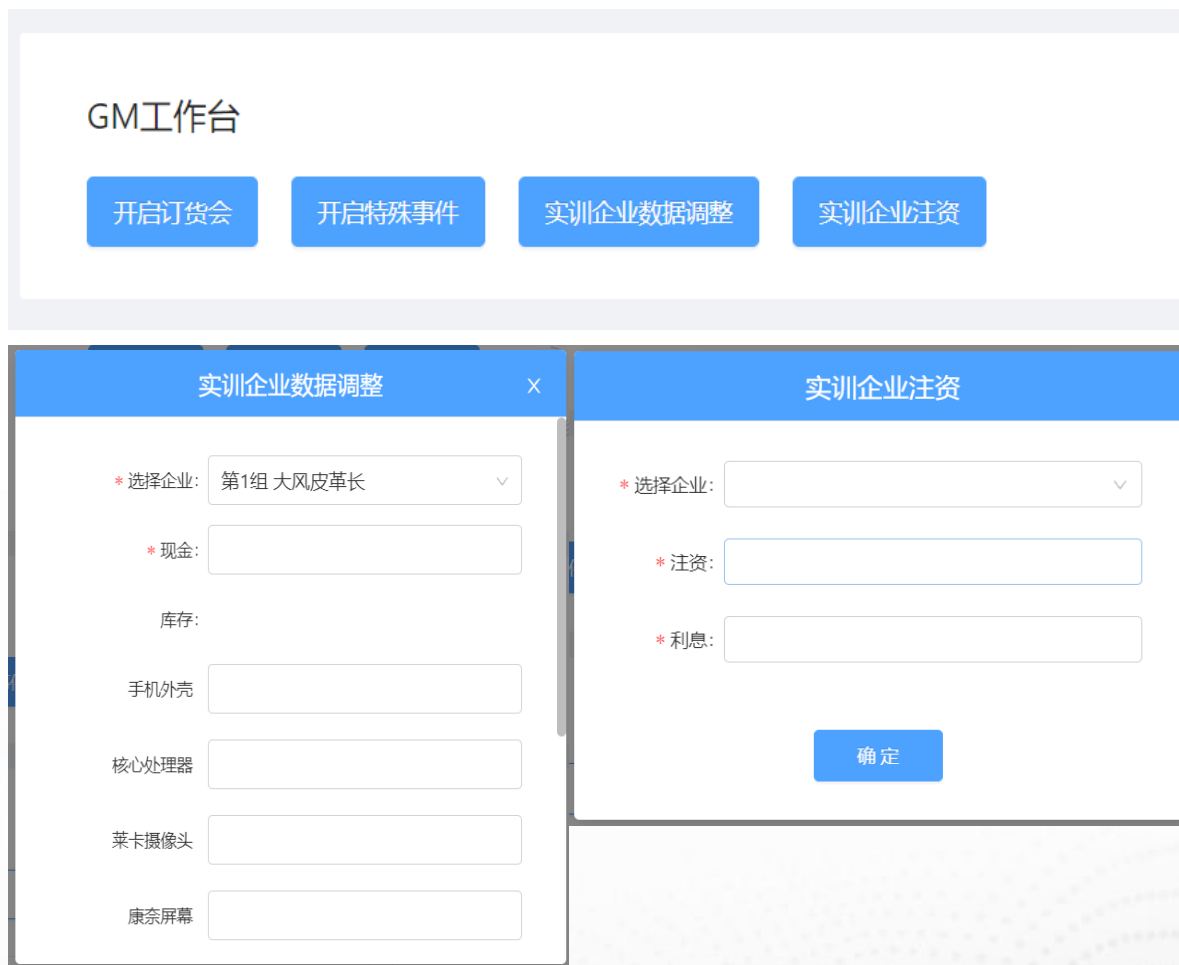 GM工作台
开启订货会 开启特殊事件 实训企业数据调整 实训企业注资
实训企业数据调整 X
* 选择企业: 第1组 大风皮革长
* 现金:
库存:
手机外壳
核心处理器
莱卡摄像头
康奈屏幕
实训企业注资
* 选择企业:
* 注资:
* 利息:
确 定